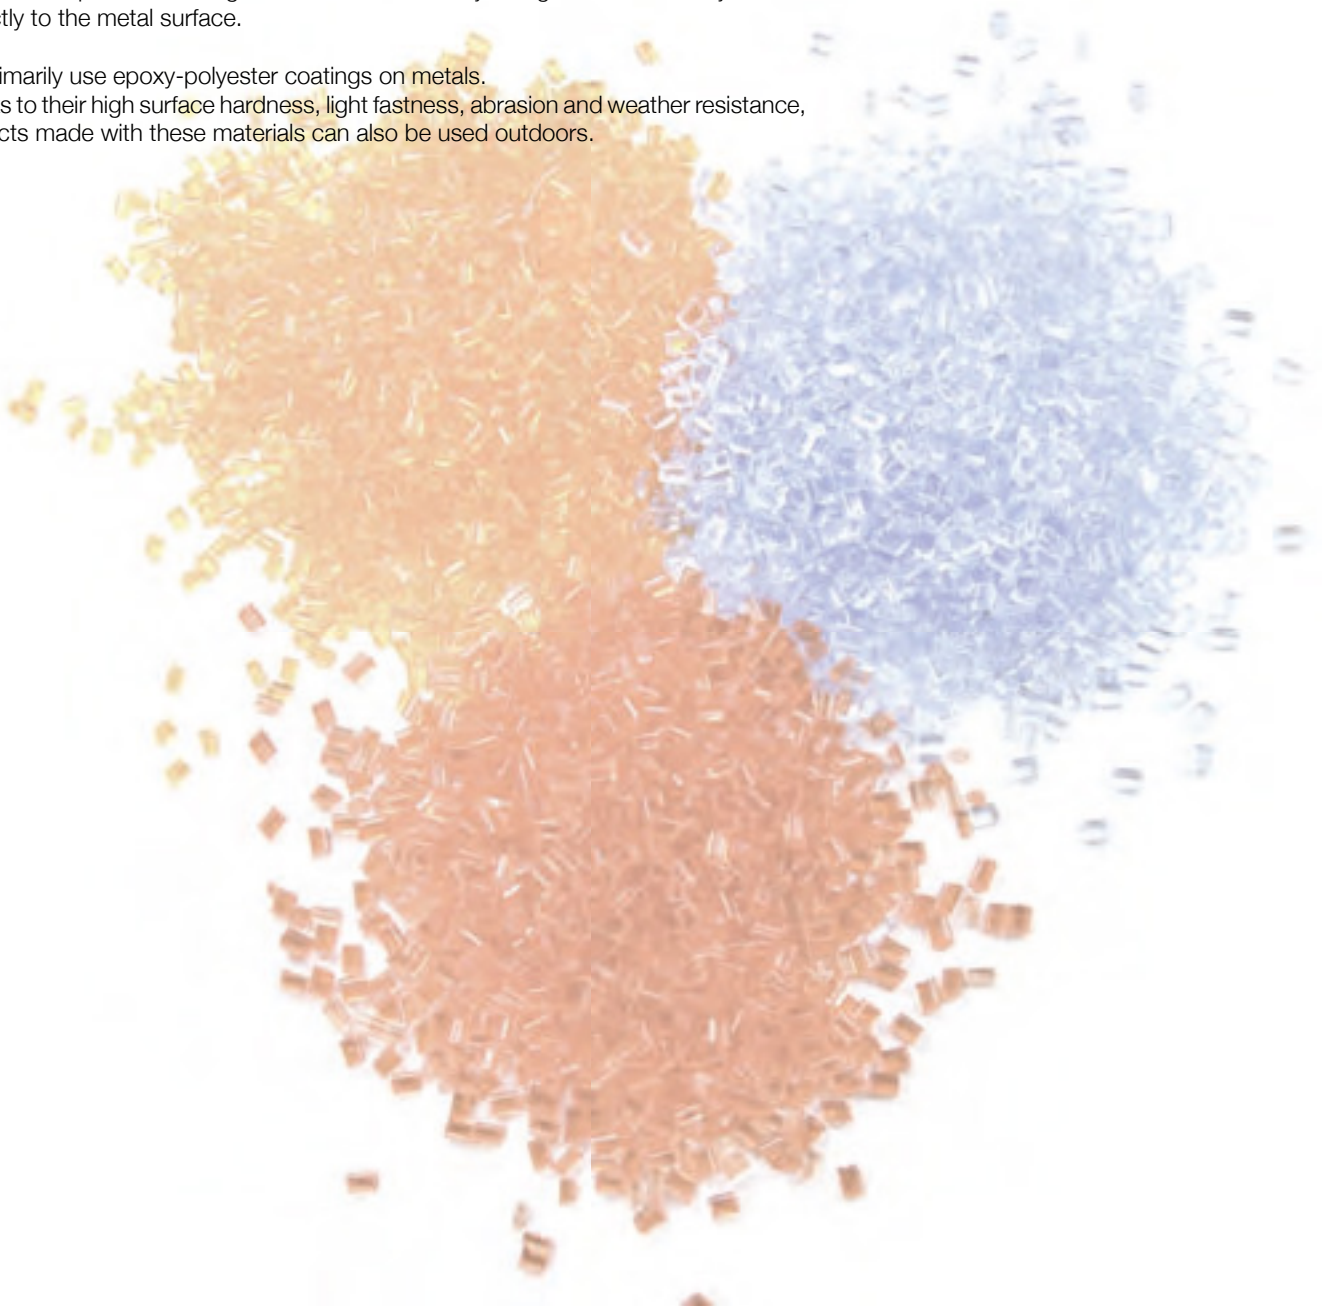 ctly to the metal surface.
imarily use epoxy-polyester coatings on metals.
s to their high surface hardness, light fastness, abrasion and weather resistance,
cts made with these materials can also be used outdoors.